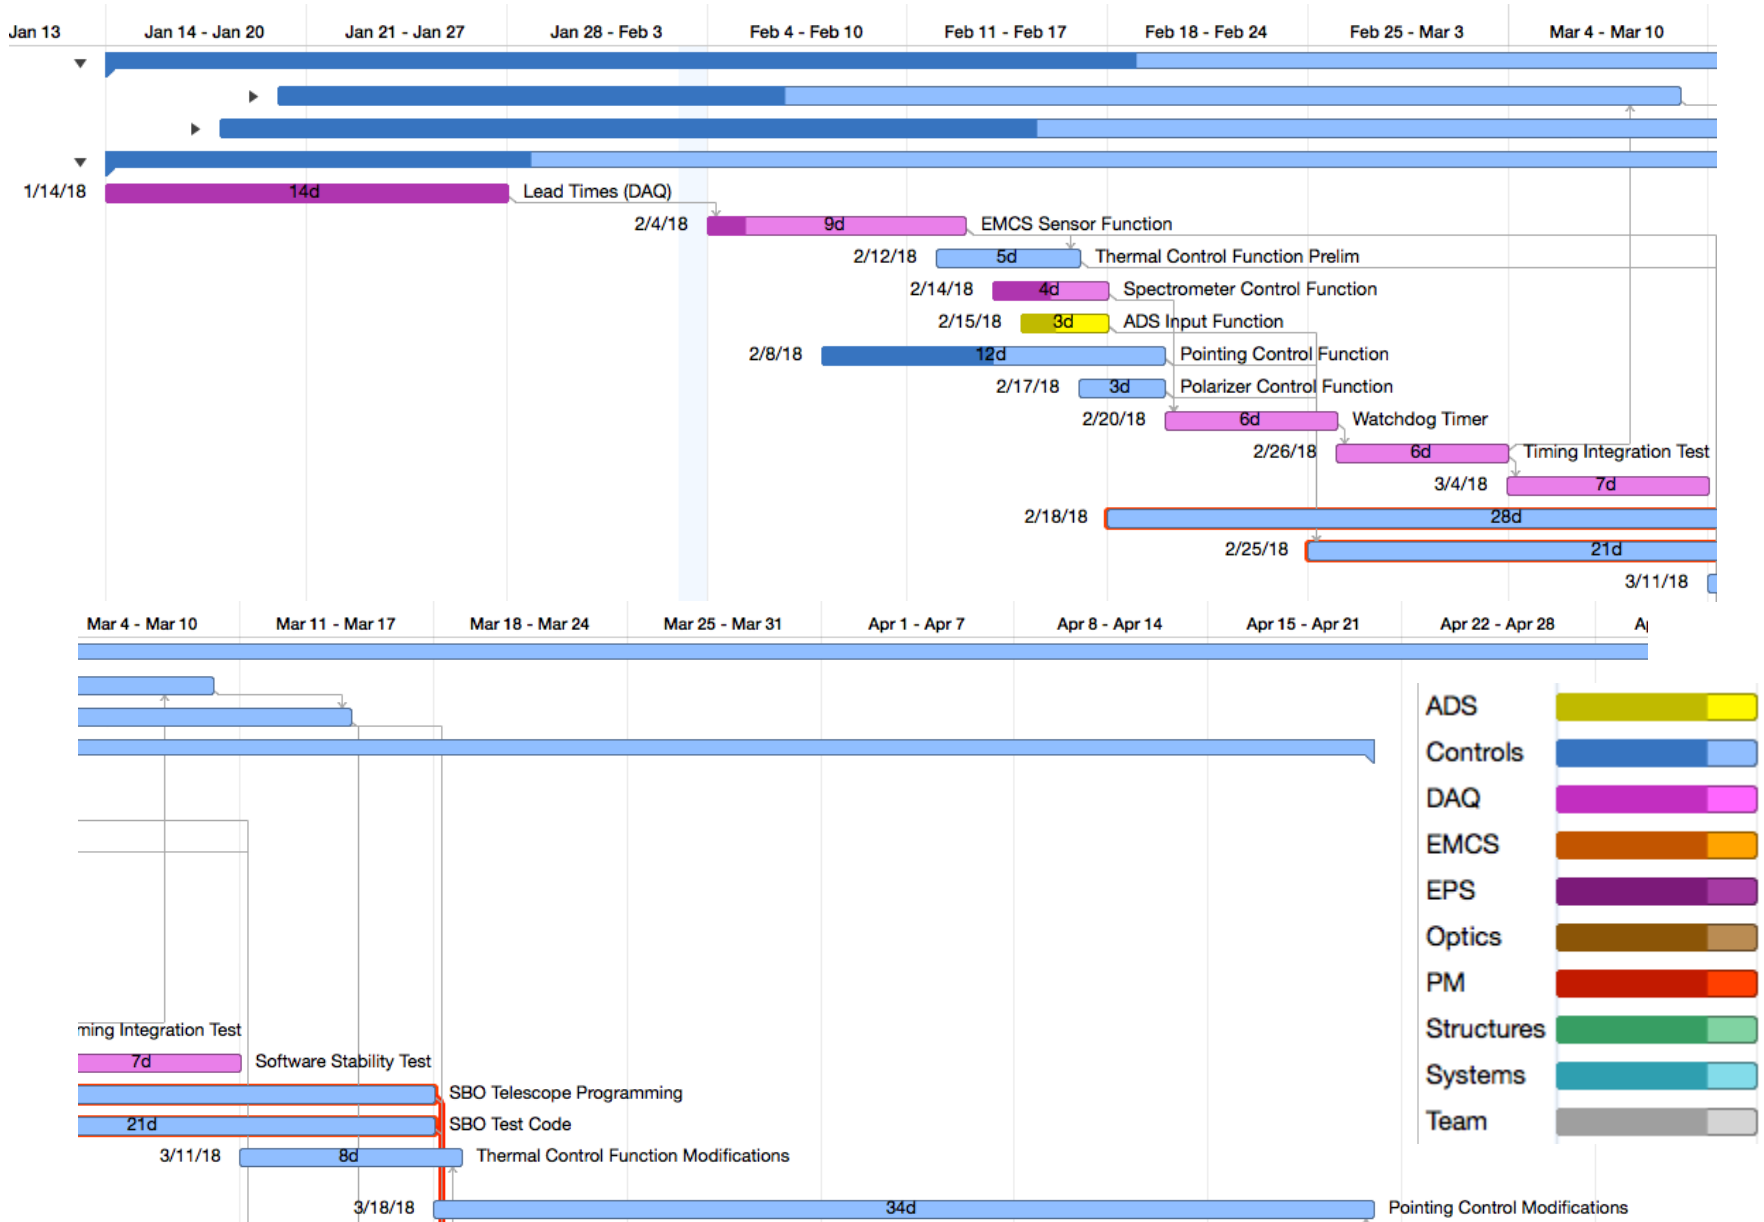 Jan 13 Jan 14 - Jan 20 Jan 21 - Jan 27 Jan 28 - Feb 3 Feb 4 - Feb 10 Feb 11 - Feb 17 Feb 18 - Feb 24 Feb 25 - Mar 3 Mar 4 - Mar 10
1/14/18 14d Lead Times (DAQ)
2/4/18 9d EMCS Sensor Function
2/12/18 5d Thermal Control Function Prelim
2/14/18 4d Spectrometer Control Function
2/15/18 3d ADS Input Function
2/8/18 12d Pointing Control Function
2/17/18 3d Polarizer Control Function
2/20/18 6d Watchdog Timer
2/26/18 6d Timing Integration Test
3/4/18 7d
2/18/18 28d
2/25/18 21d
3/11/18
Mar 4 - Mar 10 Mar 11 - Mar 17 Mar 18 - Mar 24 Mar 25 - Mar 31 Apr 1 - Apr 7 Apr 8 - Apr 14 Apr 15 - Apr 21 Apr 22 - Apr 28
ming Integration Test
7d Software Stability Test
SBO Telescope Programming
21d SBO Test Code
3/11/18 8d Thermal Control Function Modifications
3/18/18 34d Pointing Control Modifications
ADS
Controls
DAQ
EMCS
EPS
Optics
PM
Structures
Systems
Team